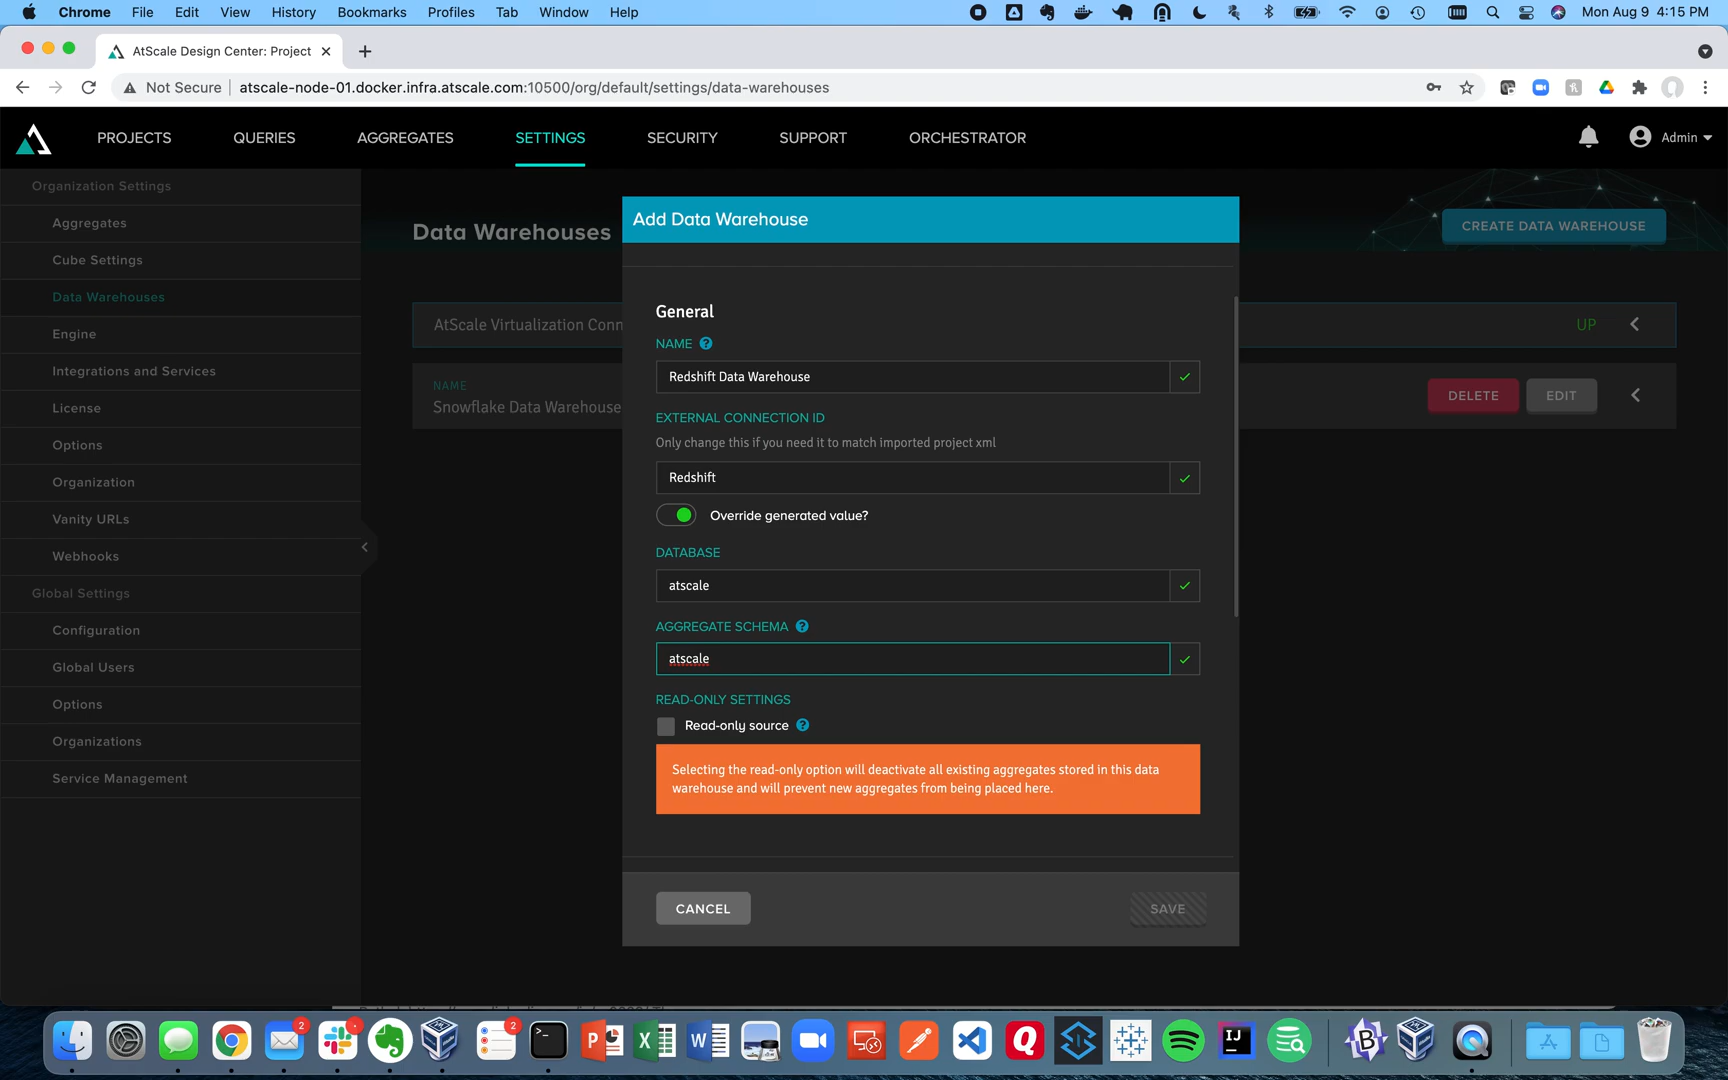 Chrome File Edit View History Bookmarks Profiles Tab Window Help Mon Aug 9 4:15 PM
AtScale Design Center: Project
Not Secure atscale-node-01.docker.infra.atscale.com:10500/org/default/settings/data-warehouses
PROJECTS QUERIES AGGREGATES SETTINGS SECURITY SUPPORT ORCHESTRATOR Admin
Organization Settings
Aggregates
Cube Settings
Data Warehouses
Engine
Integrations and Services
License
Options
Organization
Vanity URLs
Webhooks
Global Settings
Configuration
Global Users
Options
Organizations
Service Management
Data Warehouses
CREATE DATA WAREHOUSE
AtScale Virtualization Conn
UP
NAME
Snowflake Data Warehouse
DELETE EDIT
Add Data Warehouse
General
NAME ?
Redshift Data Warehouse
EXTERNAL CONNECTION ID
Only change this if you need it to match imported project xml
Redshift
Override generated value?
DATABASE
atscale
AGGREGATE SCHEMA ?
atscale
READ-ONLY SETTINGS
Read-only source ?
Selecting the read-only option will deactivate all existing aggregates stored in this data
warehouse and will prevent new aggregates from being placed here.
CANCEL SAVE
2 2